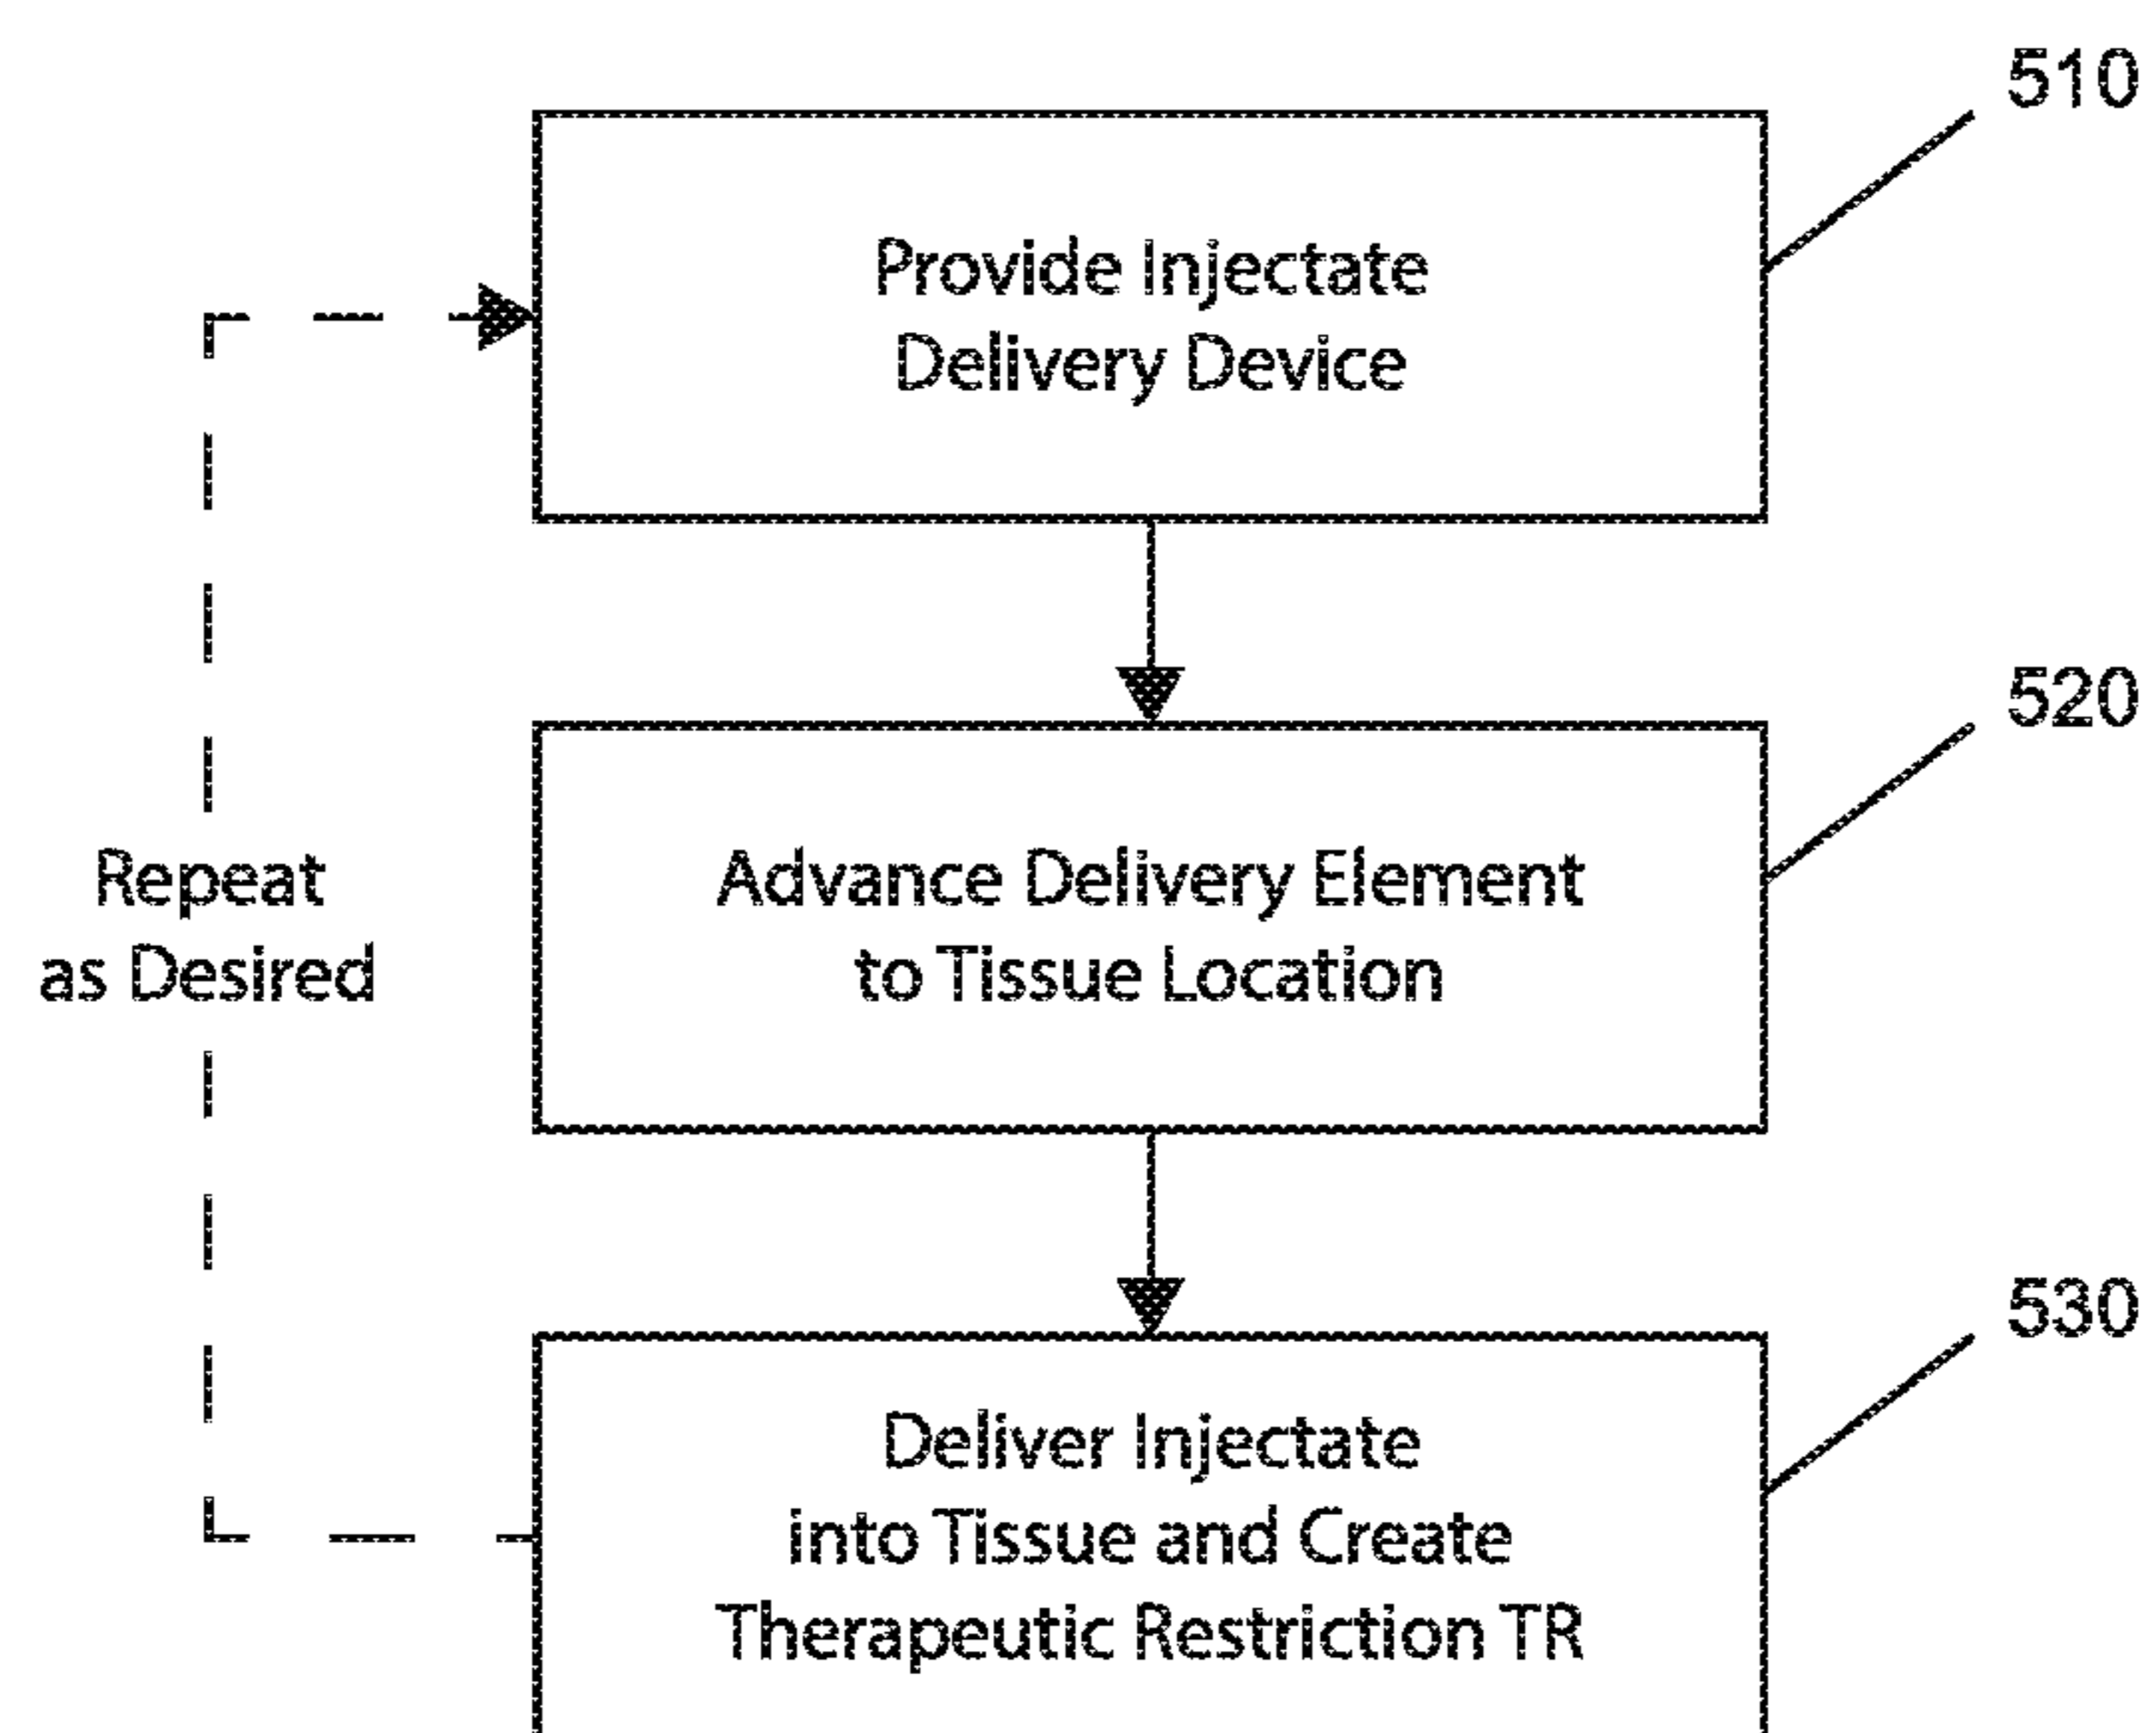 510
Provide Injectate
Delivery Device
520
Advance Delivery Element
to Tissue Location
Repeat
as Desired
530
Deliver Injectate
into Tissue and Create
Therapeutic Restriction TR